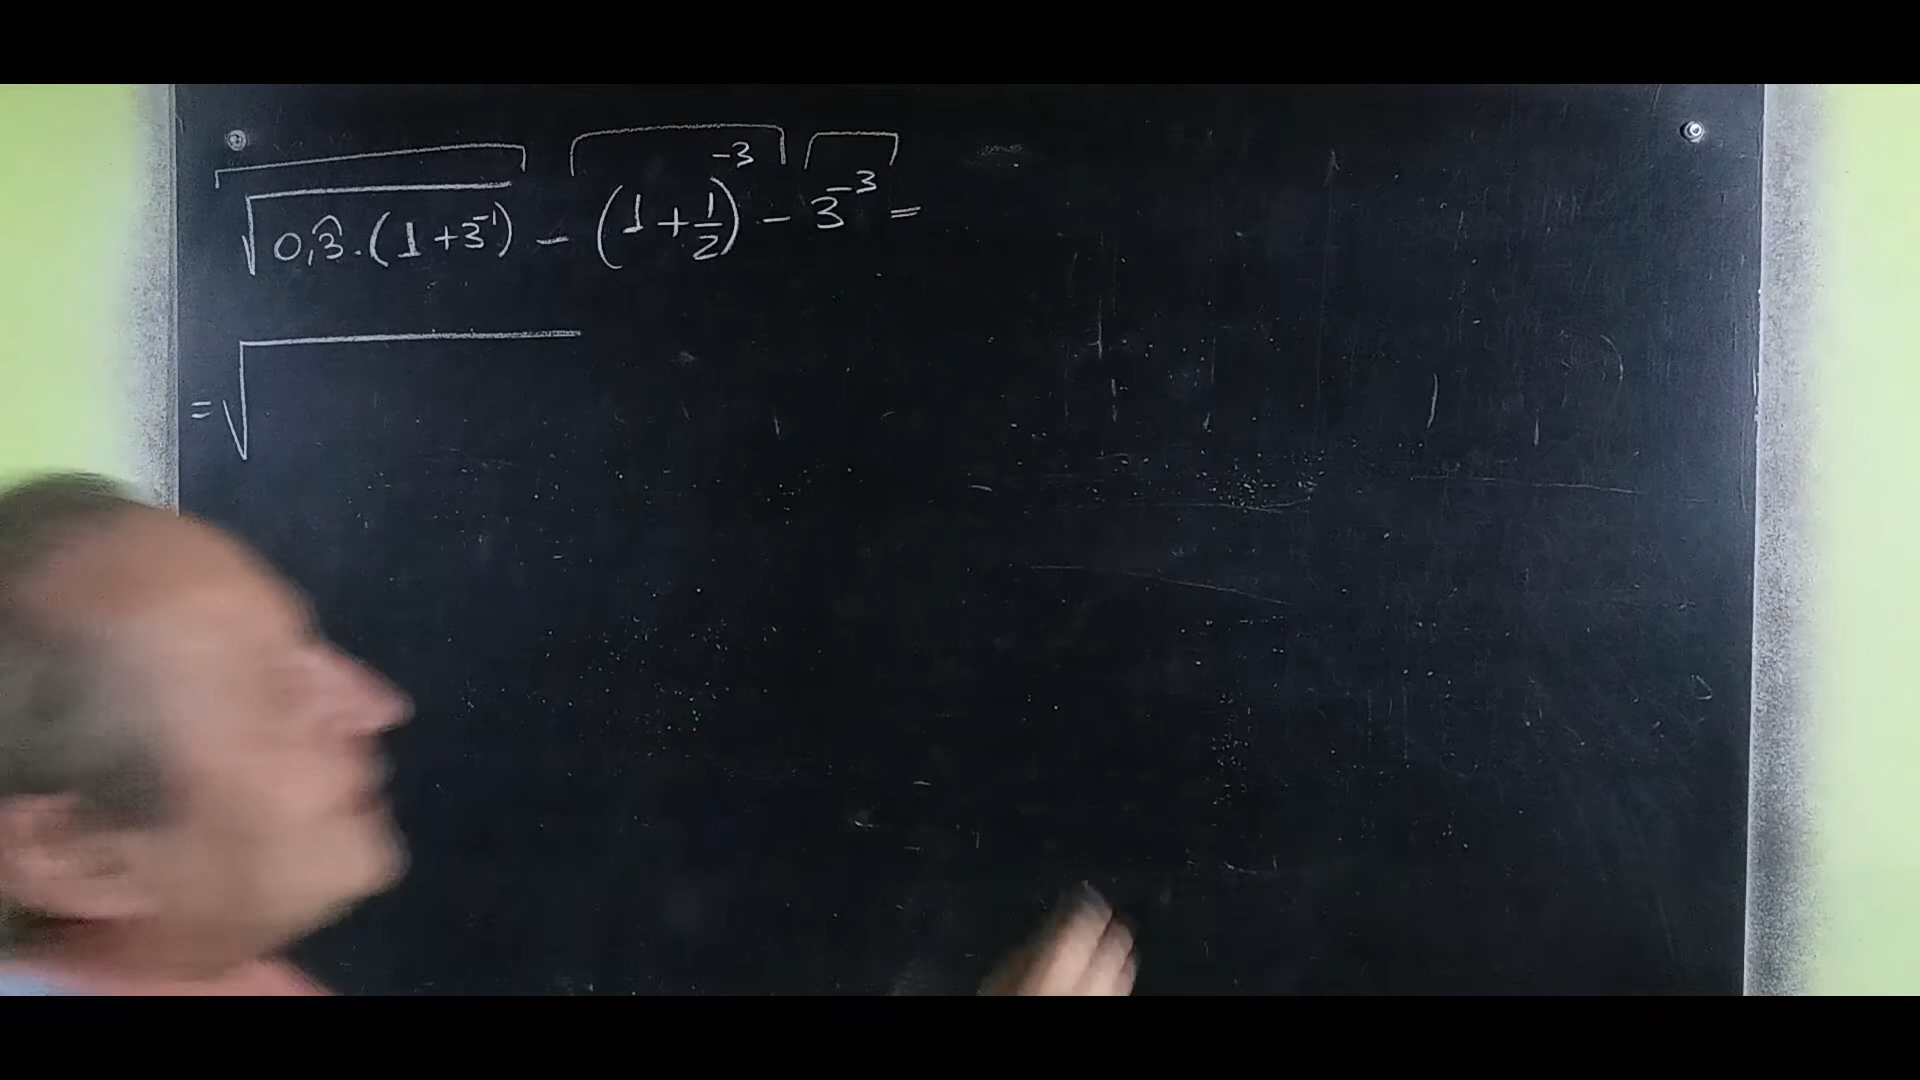 √0,3̂.(1+3⁻¹) - (1+1/2)⁻³ - 3⁻³ =
= √